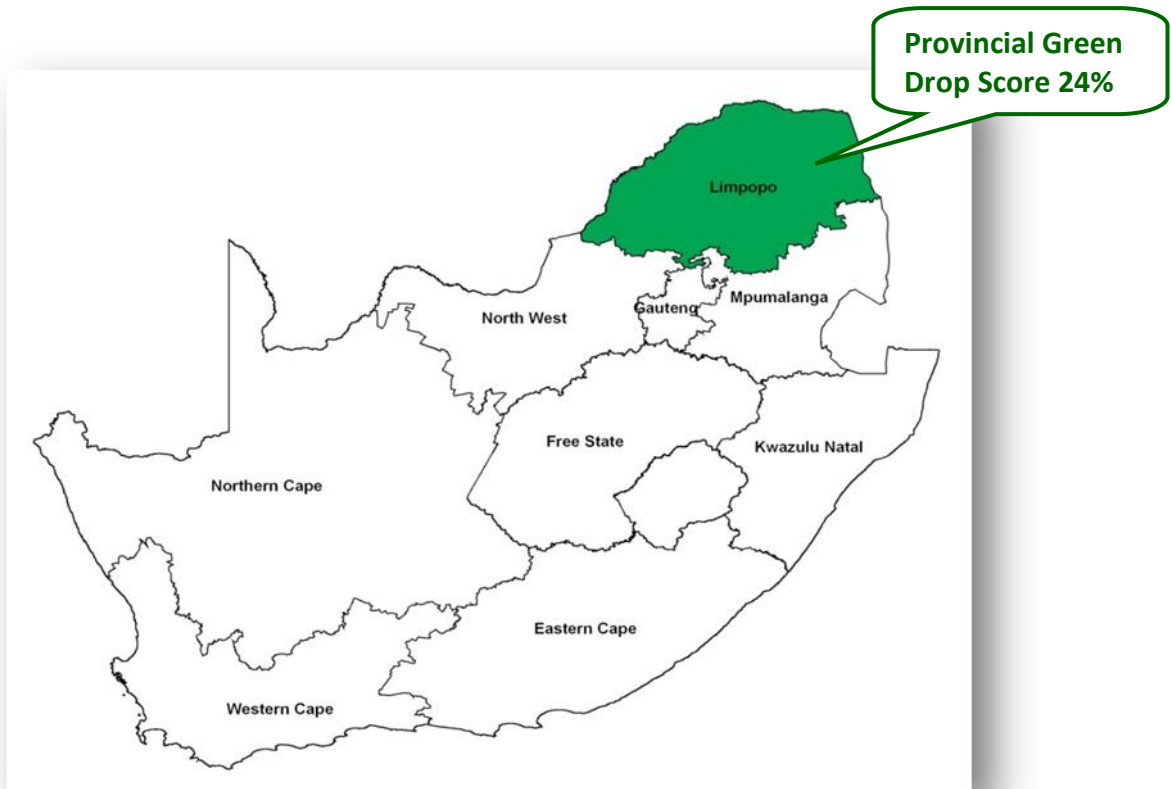 Provincial Green
Drop Score 24%
Limpopo
Mpumalanga
Gauteng
North West
Free State
Kwazulu Natal
Northern Cape
Eastern Cape
Western Cape